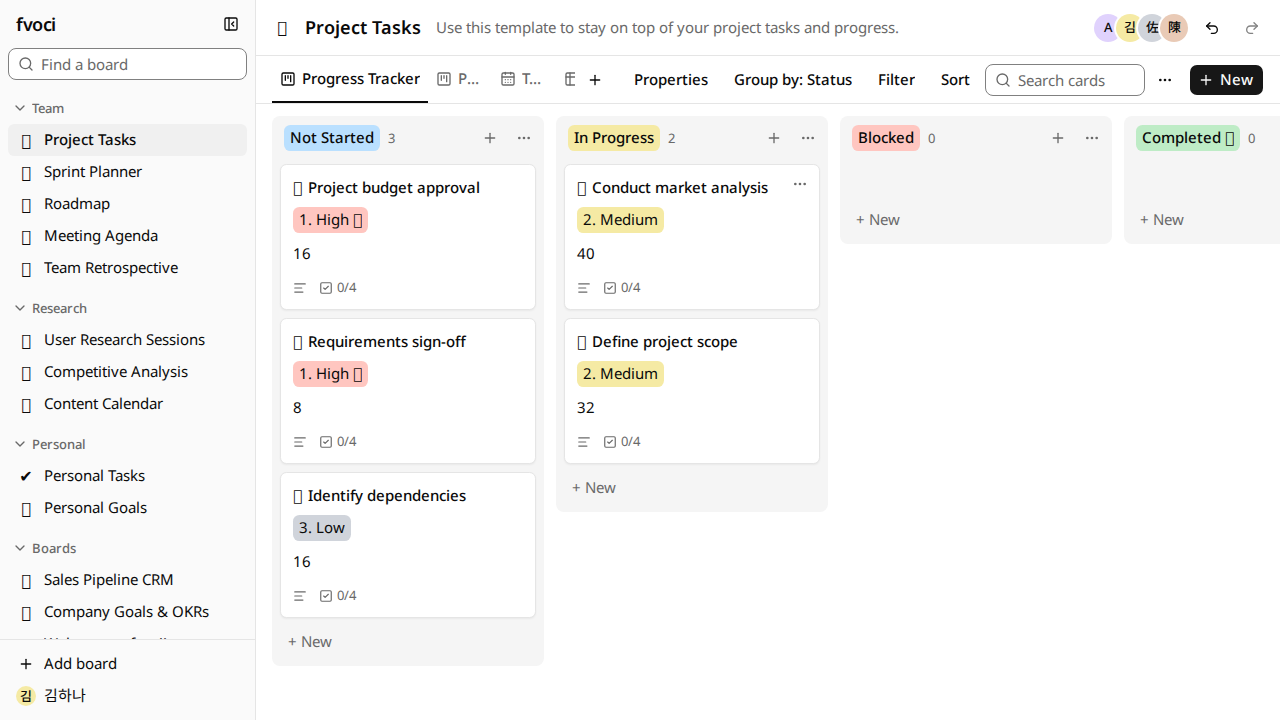 fvoci
Find a board
Team
Project Tasks
Sprint Planner
Roadmap
Meeting Agenda
Team Retrospective
Research
User Research Sessions
Competitive Analysis
Content Calendar
Personal
Personal Tasks
Personal Goals
Boards
Sales Pipeline CRM
Company Goals & OKRs
Add board
김 김하나
Project Tasks Use this template to stay on top of your project tasks and progress.
A 김 佐 陳
Progress Tracker P... T... Properties Group by: Status Filter Sort Search cards New
Not Started 3
Project budget approval
1. High
16
0/4
Requirements sign-off
1. High
8
0/4
Identify dependencies
3. Low
16
0/4
+ New
In Progress 2
Conduct market analysis
2. Medium
40
0/4
Define project scope
2. Medium
32
0/4
+ New
Blocked 0
+ New
Completed 0
+ New